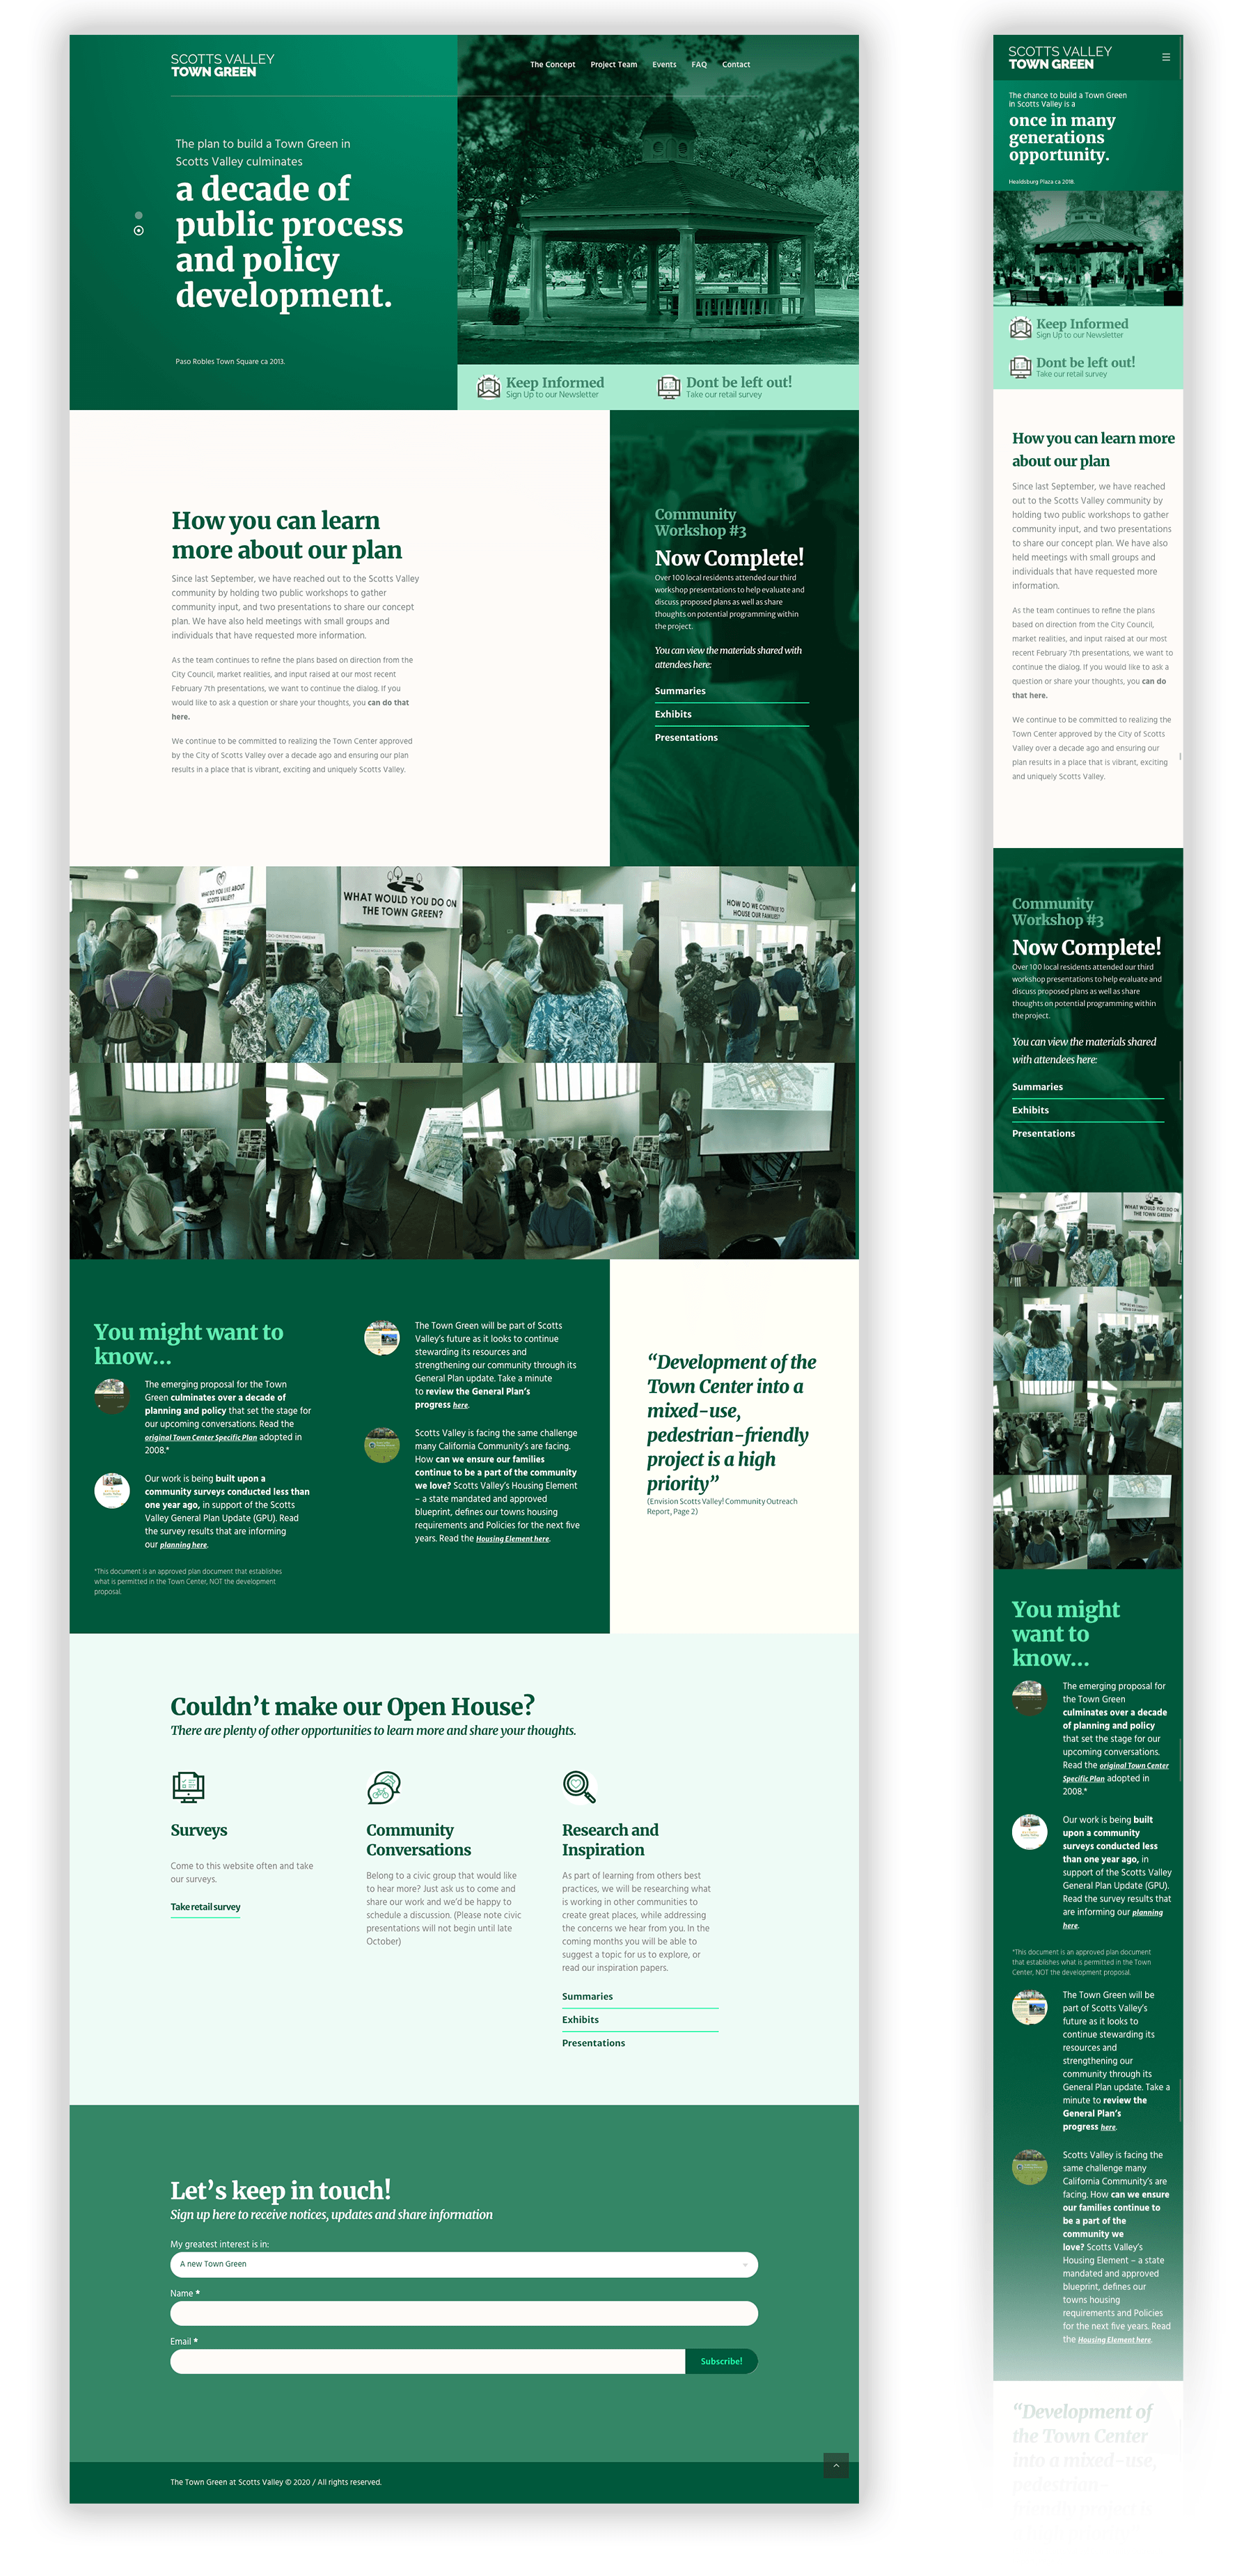 SCOTTS VALLEY
TOWN GREEN
The Concept
Project Team
Events
FAQ
Contact
The plan to build a Town Green in
Scotts Valley culminates
a decade of
public process
and policy
development.
Paso Robles Town Square ca 2013.
Keep Informed
Sign Up to our Newsletter
Dont be left out!
Take our retail survey
How you can learn
more about our plan
Since last September, we have reached out to the Scotts Valley
community by holding two public workshops to gather
community input, and two presentations to share our concept
plan. We have also held meetings with small groups and
individuals that have requested more information.
As the team continues to refine the plans based on direction from the
City Council, market realities, and input raised at our most recent
February 7th presentations, we want to continue the dialog. If you
would like to ask a question or share your thoughts, you can do that
here.
We continue to be committed to realizing the Town Center approved
by the City of Scotts Valley over a decade ago and ensuring our plan
results in a place that is vibrant, exciting and uniquely Scotts Valley.
Community
Workshop #3
Now Complete!
Over 100 local residents attended our third
workshop presentations to help evaluate and
discuss proposed plans as well as share
thoughts on potential programming within
the project.
You can view the materials shared with
attendees here:
Summaries
Exhibits
Presentations
WHAT DO YOU LIKE ABOUT
SCOTTS VALLEY?
WHAT WOULD YOU DO ON
THE TOWN GREEN?
HOW DO WE CONTINUE TO
HOUSE OUR FAMILIES?
You might want to
know...
The emerging proposal for the Town
Green culminates over a decade of
planning and policy that set the stage for
our upcoming conversations. Read the
original Town Center Specific Plan adopted in
2008.*
Our work is being built upon a
community surveys conducted less than
one year ago, in support of the Scotts
Valley General Plan Update (GPU). Read
the survey results that are informing
our planning here.
*This document is an approved plan document that establishes
what is permitted in the Town Center, NOT the development
proposal.
The Town Green will be part of Scotts
Valley's future as it looks to continue
stewarding its resources and
strengthening our community through its
General Plan update. Take a minute
to review the General Plan's
progress here.
Scotts Valley is facing the same challenge
many California Community's are facing.
How can we ensure our families
continue to be a part of the community
we love? Scotts Valley's Housing Element
– a state mandated and approved
blueprint, defines our towns housing
requirements and Policies for the next five
years. Read the Housing Element here.
“Development of the
Town Center into a
mixed-use,
pedestrian-friendly
project is a high
priority”
(Envision Scotts Valley! Community Outreach
Report, Page 2)
Couldn't make our Open House?
There are plenty of other opportunities to learn more and share your thoughts.
Surveys
Come to this website often and take
our surveys.
Take retail survey
Community
Conversations
Belong to a civic group that would like
to hear more? Just ask us to come and
share our work and we'd be happy to
schedule a discussion. (Please note civic
presentations will not begin until late
October)
Research and
Inspiration
As part of learning from others best
practices, we will be researching what
is working in other communities to
create great places, while addressing
the concerns we hear from you. In the
coming months you will be able to
suggest a topic for us to explore, or
read our inspiration papers.
Summaries
Exhibits
Presentations
Let's keep in touch!
Sign up here to receive notices, updates and share information
My greatest interest is in:
A new Town Green
Name *
Email *
Subscribe!
The Town Green at Scotts Valley © 2020 / All rights reserved.
SCOTTS VALLEY
TOWN GREEN
The chance to build a Town Green
in Scotts Valley is a
once in many
generations
opportunity.
Healdsburg Plaza ca 2018.
Keep Informed
Sign Up to our Newsletter
Dont be left out!
Take our retail survey
How you can learn more
about our plan
Since last September, we have reached
out to the Scotts Valley community by
holding two public workshops to gather
community input, and two presentations
to share our concept plan. We have also
held meetings with small groups and
individuals that have requested more
information.
As the team continues to refine the plans
based on direction from the City Council,
market realities, and input raised at our most
recent February 7th presentations, we want to
continue the dialog. If you would like to ask a
question or share your thoughts, you can do
that here.
We continue to be committed to realizing the
Town Center approved by the City of Scotts
Valley over a decade ago and ensuring our
plan results in a place that is vibrant, exciting
and uniquely Scotts Valley.
Community
Workshop #3
Now Complete!
Over 100 local residents attended our third
workshop presentations to help evaluate and
discuss proposed plans as well as share
thoughts on potential programming within
the project.
You can view the materials shared
with attendees here:
Summaries
Exhibits
Presentations
WHAT WOULD YOU DO ON
THE TOWN GREEN?
You might
want to
know...
The emerging proposal for
the Town Green
culminates over a decade
of planning and policy
that set the stage for our
upcoming conversations.
Read the original Town Center
Specific Plan adopted in
2008.*
Our work is being built
upon a community
surveys conducted less
than one year ago, in
support of the Scotts Valley
General Plan Update (GPU).
Read the survey results that
are informing our planning
here.
*This document is an approved plan document
that establishes what is permitted in the Town
Center, NOT the development proposal.
The Town Green will be
part of Scotts Valley's
future as it looks to
continue stewarding its
resources and
strengthening our
community through its
General Plan update. Take a
minute to review the
General Plan's
progress here.
Scotts Valley is facing the
same challenge many
California Community's are
facing. How can we ensure
our families continue to
be a part of the
community we
love? Scotts Valley's
Housing Element – a state
mandated and approved
blueprint, defines our
towns housing
requirements and Policies
for the next five years. Read
the Housing Element here.
“Development of
the Town Center
into a mixed-use,
pedestrian-